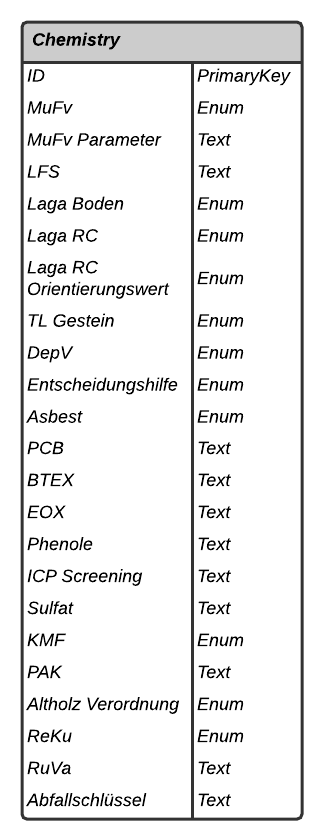 Chemistry
ID PrimaryKey
MuFv Enum
MuFv Parameter Text
LFS Text
Laga Boden Enum
Laga RC Enum
Laga RC
Orientierungswert Enum
TL Gestein Enum
DepV Enum
Entscheidungshilfe Enum
Asbest Enum
PCB Text
BTEX Text
EOX Text
Phenole Text
ICP Screening Text
Sulfat Text
KMF Enum
PAK Text
Altholz Verordnung Enum
ReKu Enum
RuVa Text
Abfallschlüssel Text